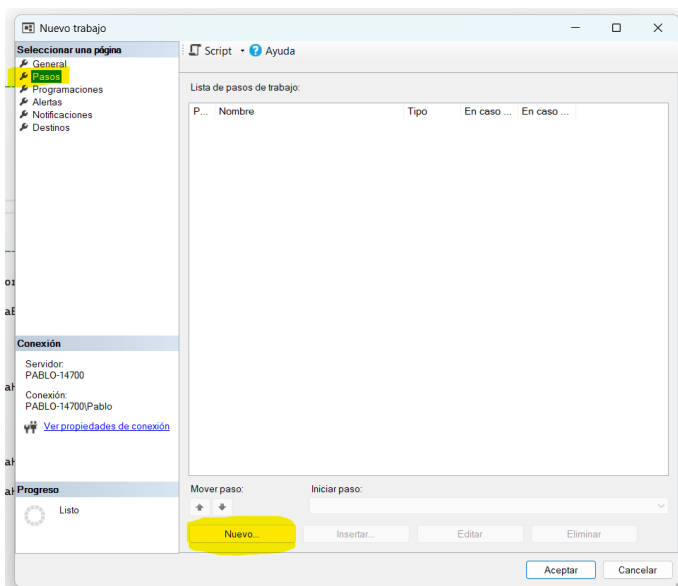 Nuevo trabajo
Seleccionar una página
General
Pasos
Programaciones
Alertas
Notificaciones
Destinos
Script Ayuda
Lista de pasos de trabajo:
P... Nombre Tipo En caso ... En caso ...
Conexión
Servidor:
PABLO-14700
Conexión:
PABLO-14700\Pablo
Ver propiedades de conexión
Progreso
Listo
Mover paso: Iniciar paso:
Nuevo... Insertar... Editar Eliminar
Aceptar Cancelar